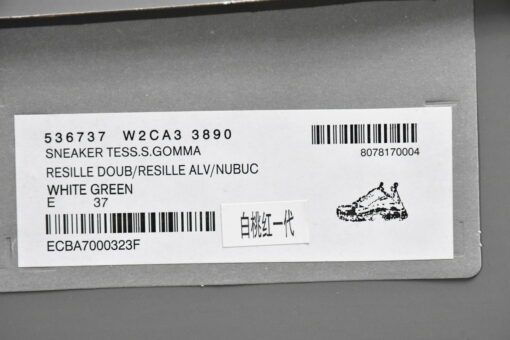 536737 W2CA3 3890
SNEAKER TESS.S.GOMMA
8078170004
RESILLE DOUB/RESILLE ALV/NUBUC
WHITE GREEN
E 37
白桃红一代
ECBA7000323F